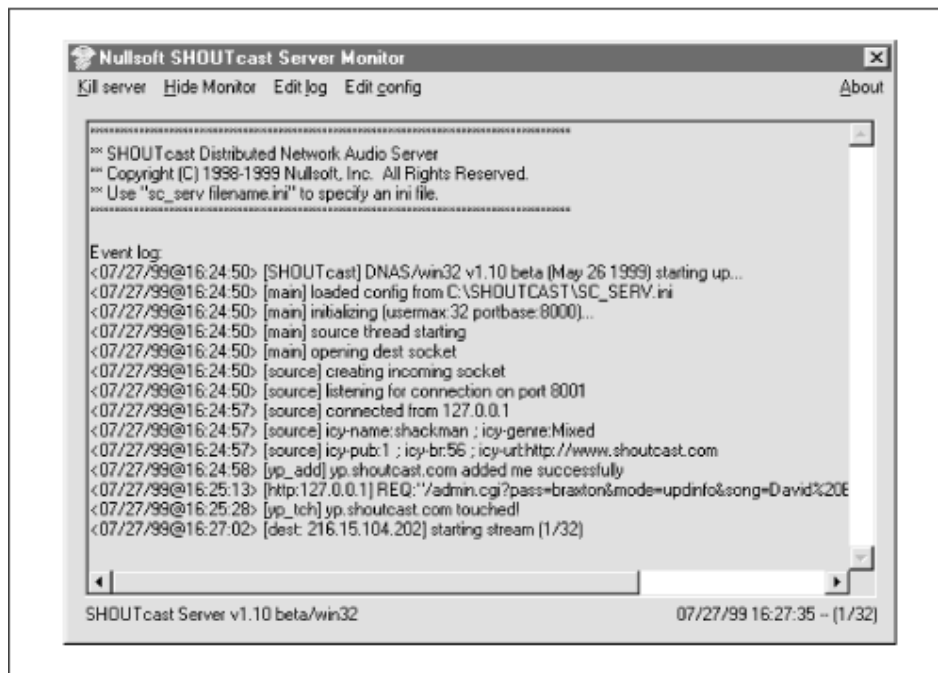 Nullsoft SHOUTcast Server Monitor
Kill server Hide Monitor Edit log Edit config About
** SHOUTcast Distributed Network Audio Server
** Copyright (C) 1998-1999 Nullsoft, Inc. All Rights Reserved.
** Use "sc_serv filename.ini" to specify an ini file.
Event log:
<07/27/99@16:24:50> [SHOUTcast] DNAS/win32 v1.10 beta (May 26 1999) starting up...
<07/27/99@16:24:50> [main] loaded config from C:\SHOUTCAST\SC_SERV.ini
<07/27/99@16:24:50> [main] initializing (usermax:32 portbase:8000)...
<07/27/99@16:24:50> [main] source thread starting
<07/27/99@16:24:50> [main] opening dest socket
<07/27/99@16:24:50> [source] creating incoming socket
<07/27/99@16:24:50> [source] listening for connection on port 8001
<07/27/99@16:24:57> [source] connected from 127.0.0.1
<07/27/99@16:24:57> [source] icy-name:shackman ; icy-genre:Mixed
<07/27/99@16:24:57> [source] icy-pub:1 ; icy-br:56 ; icy-url:http://www.shoutcast.com
<07/27/99@16:24:58> [yp_add] yp.shoutcast.com added me successfully
<07/27/99@16:25:13> [http:127.0.0.1] REQ:"/admin.cgi?pass=braxton&mode=updinfo&song=David%20E
<07/27/99@16:25:28> [yp_tch] yp.shoutcast.com touched!
<07/27/99@16:27:02> [dest: 216.15.104.202] starting stream (1/32)
SHOUTcast Server v1.10 beta/win32 07/27/99 16:27:35 -- (1/32)